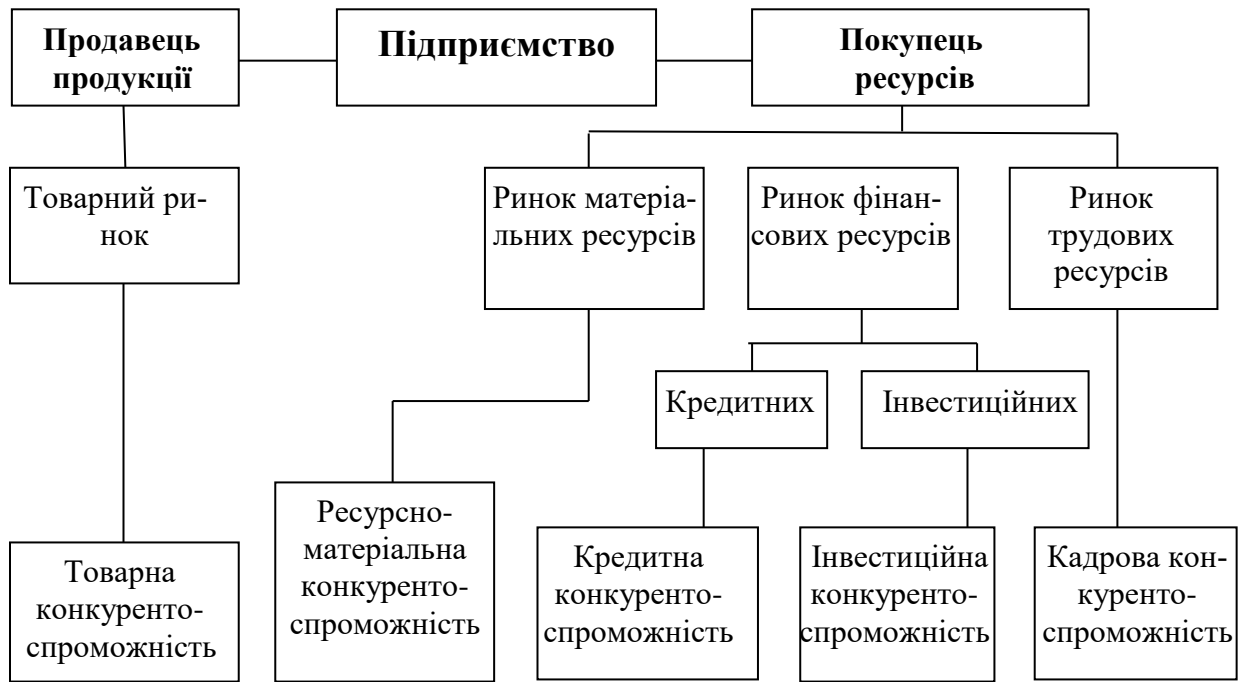 Продавець
продукції
Підприємство
Покупець
ресурсів
Товарний ри-
нок
Ринок матеріа-
льних ресурсів
Ринок фінан-
сових ресурсів
Ринок
трудових
ресурсів
Кредитних
Інвестиційних
Товарна
конкуренто-
спроможність
Ресурсно-
матеріальна
конкуренто-
спроможність
Кредитна
конкуренто-
спроможність
Інвестиційна
конкуренто-
спроможність
Кадрова кон-
куренто-
спроможність